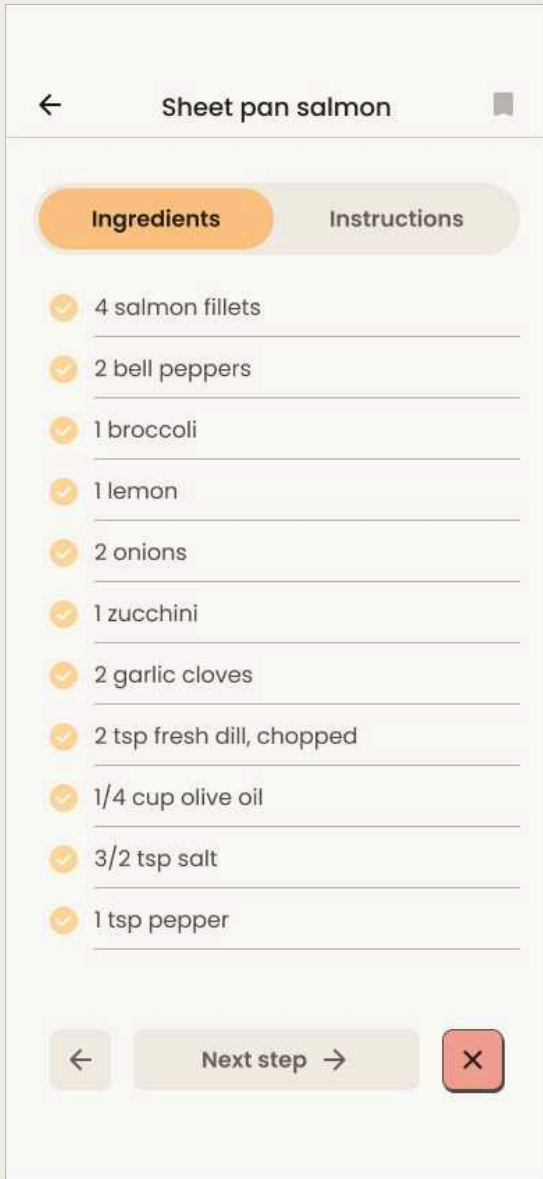 Sheet pan salmon
Ingredients
Instructions
4 salmon fillets
2 bell peppers
1 broccoli
1 lemon
2 onions
1 zucchini
2 garlic cloves
2 tsp fresh dill, chopped
1/4 cup olive oil
3/2 tsp salt
1 tsp pepper
Next step